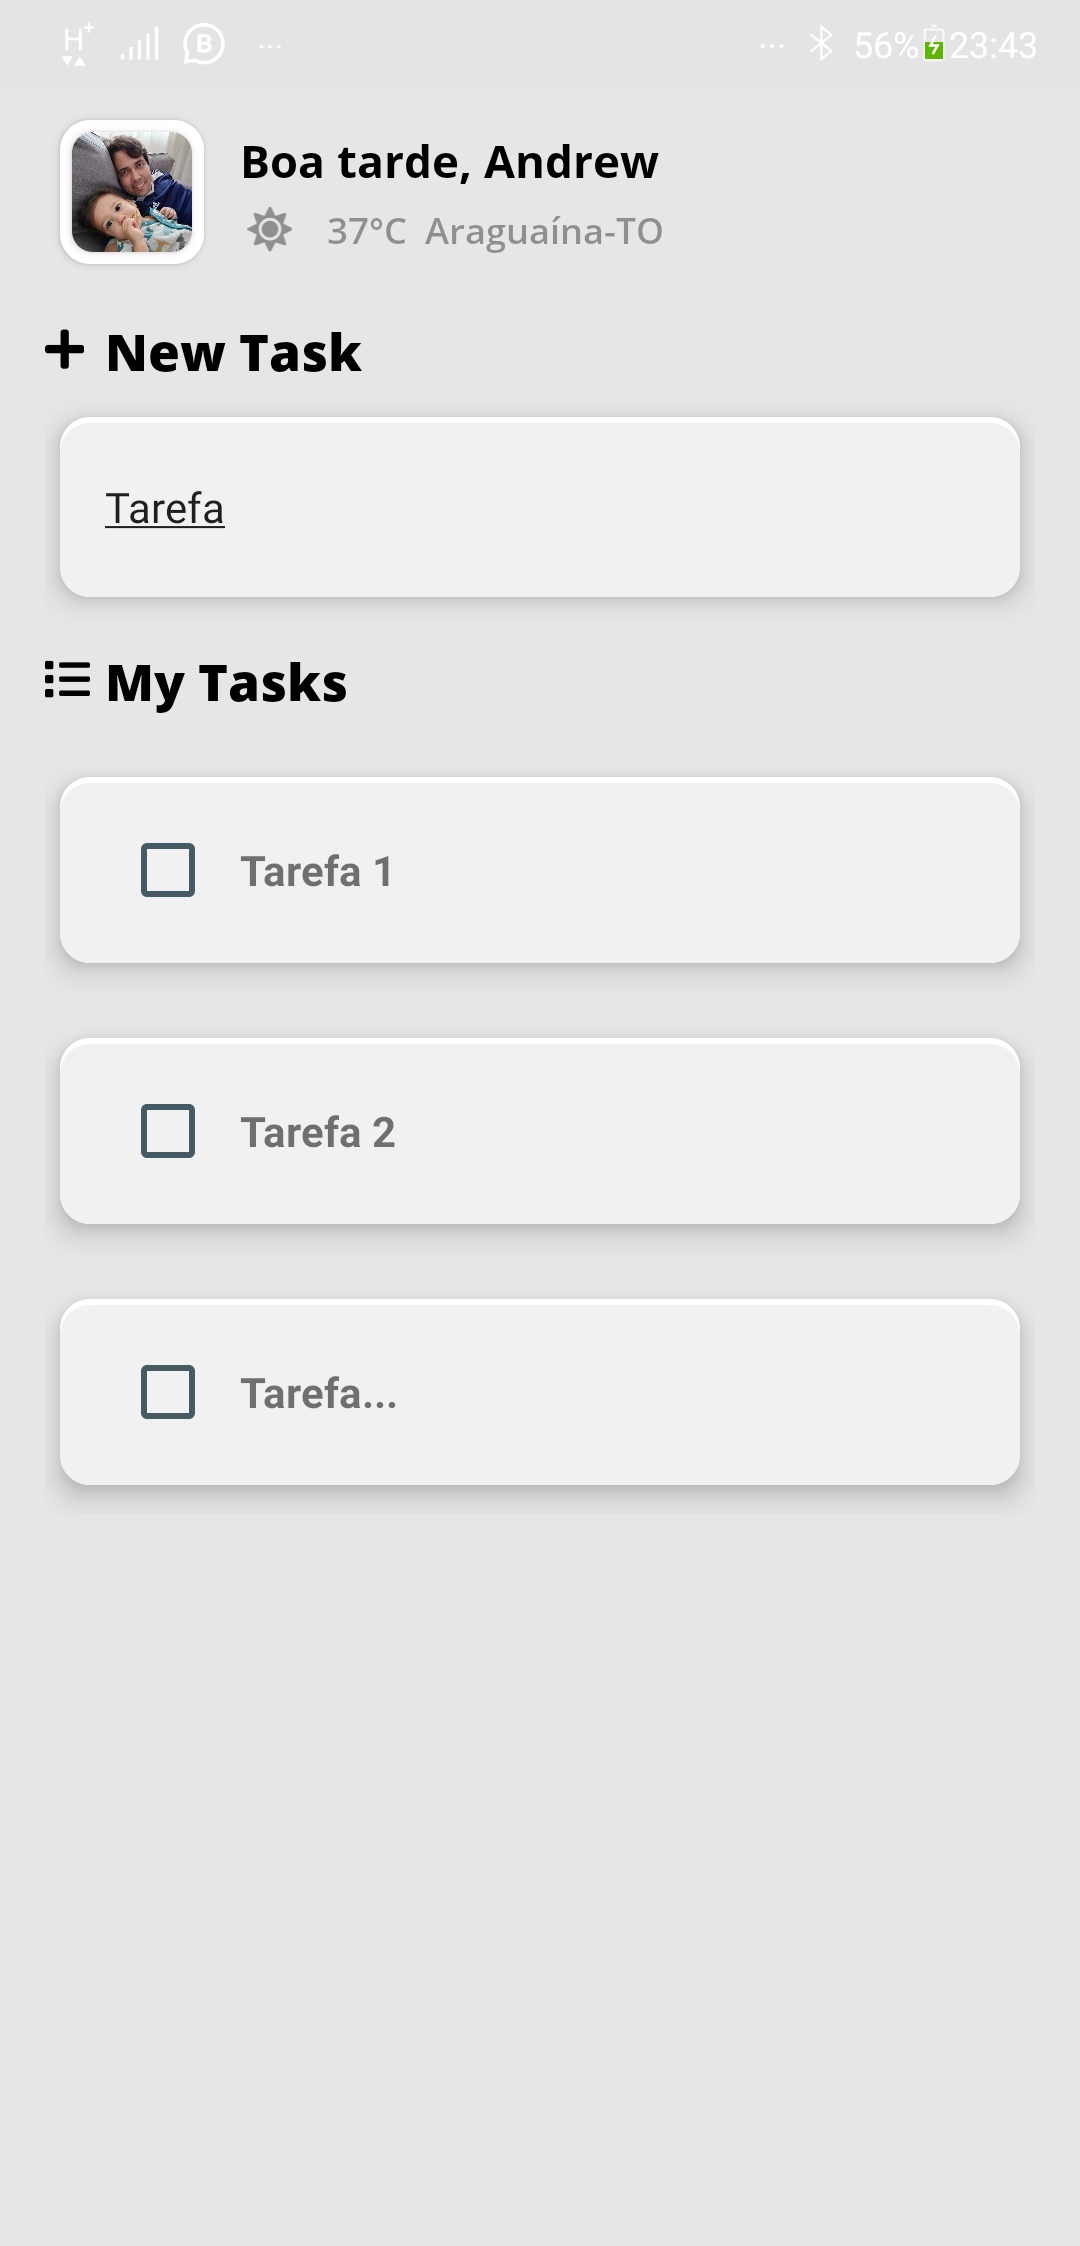 H+ B ... ... 56% 23:43
Boa tarde, Andrew
37°C Araguaína-TO
New Task
Tarefa
My Tasks
Tarefa 1
Tarefa 2
Tarefa...